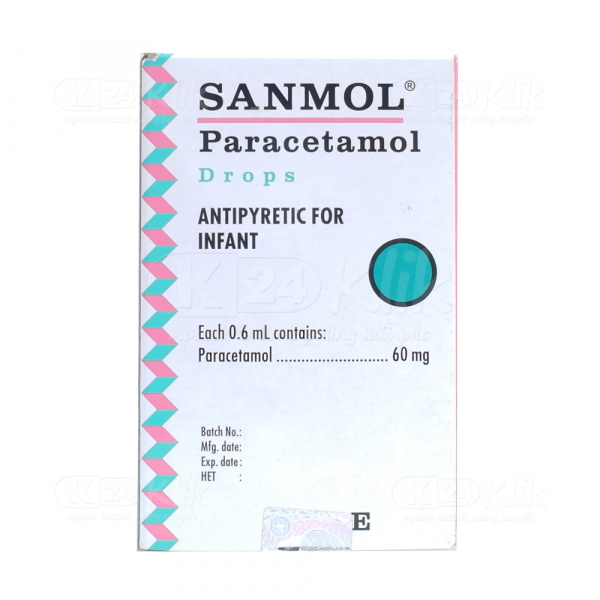 SANMOL®
Paracetamol
Drops
ANTIPYRETIC FOR
INFANT
Each 0.6 mL contains:
Paracetamol ........................... 60 mg
Batch No.:
Mfg. date:
Exp. date :
HET :
K24Klik